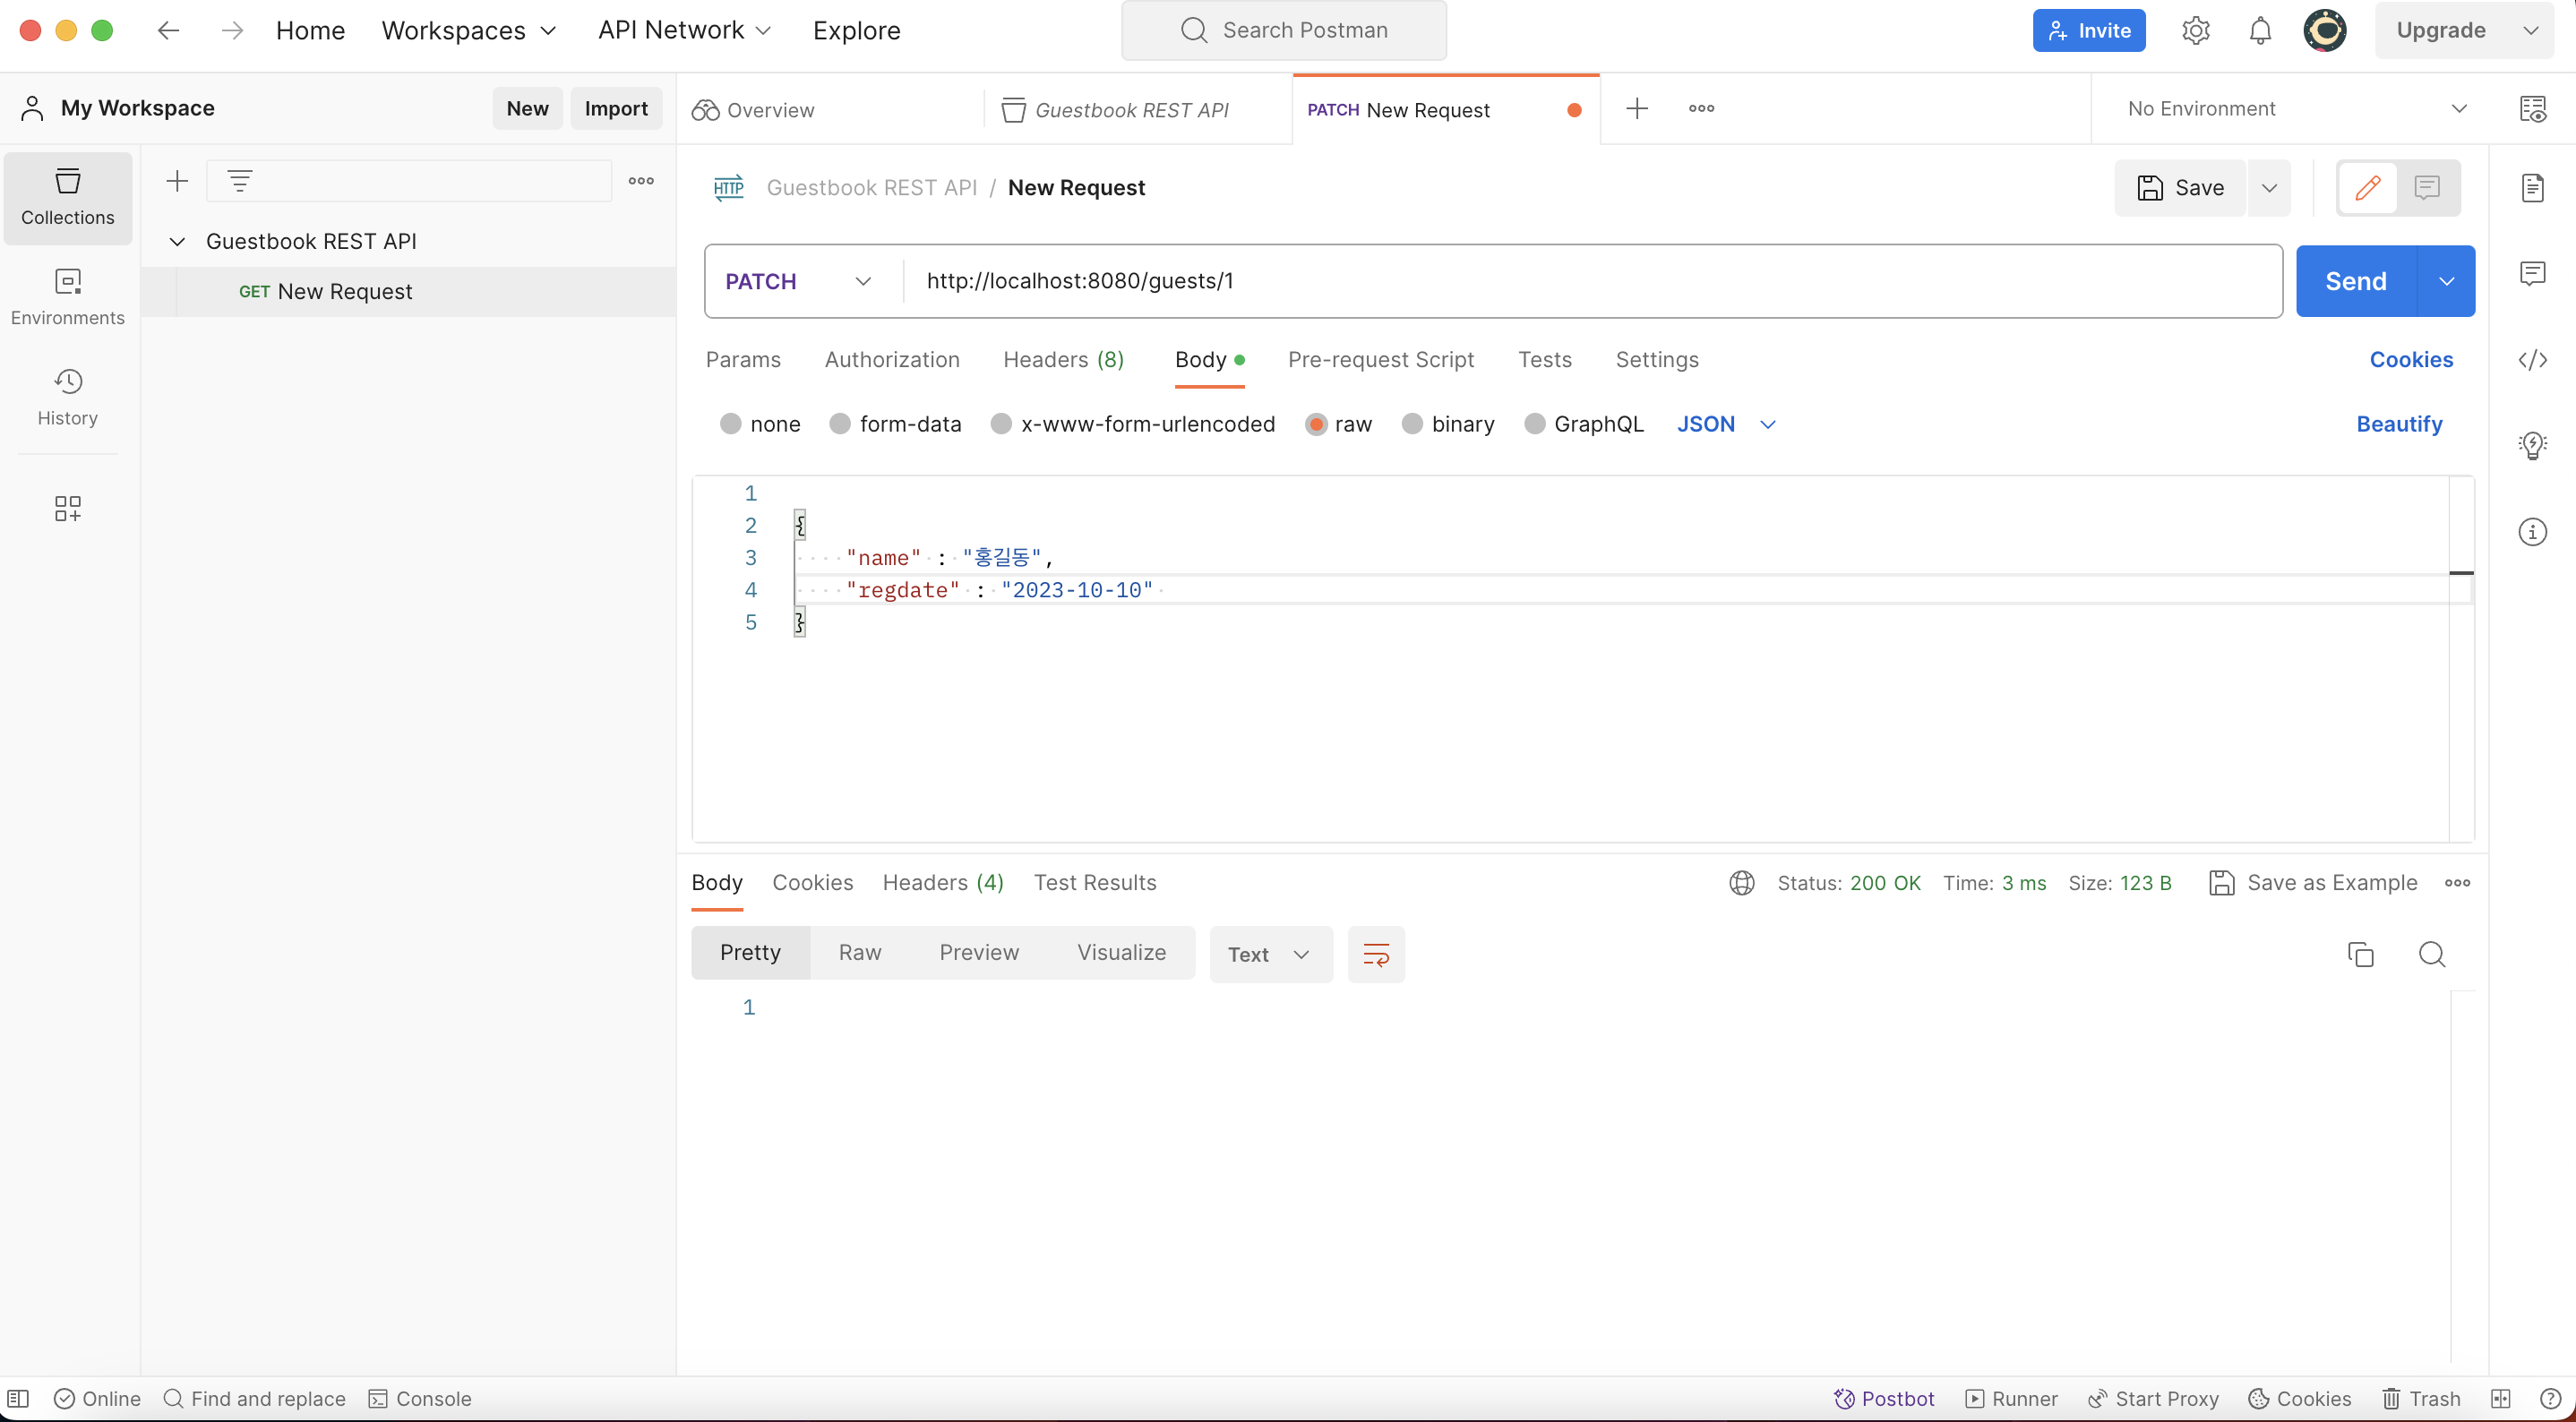 Home Workspaces API Network Explore Search Postman Invite Upgrade
My Workspace New Import Overview Guestbook REST API PATCH New Request No Environment
Collections
Environments
History
Guestbook REST API
GET New Request
HTTP Guestbook REST API / New Request Save
PATCH http://localhost:8080/guests/1 Send
Params Authorization Headers (8) Body Pre-request Script Tests Settings Cookies
none form-data x-www-form-urlencoded raw binary GraphQL JSON Beautify
1
2 {
3 "name" : "홍길동",
4 "regdate" : "2023-10-10"
5 }
Body Cookies Headers (4) Test Results Status: 200 OK Time: 3 ms Size: 123 B Save as Example
Pretty Raw Preview Visualize Text
1
Online Find and replace Console Postbot Runner Start Proxy Cookies Trash